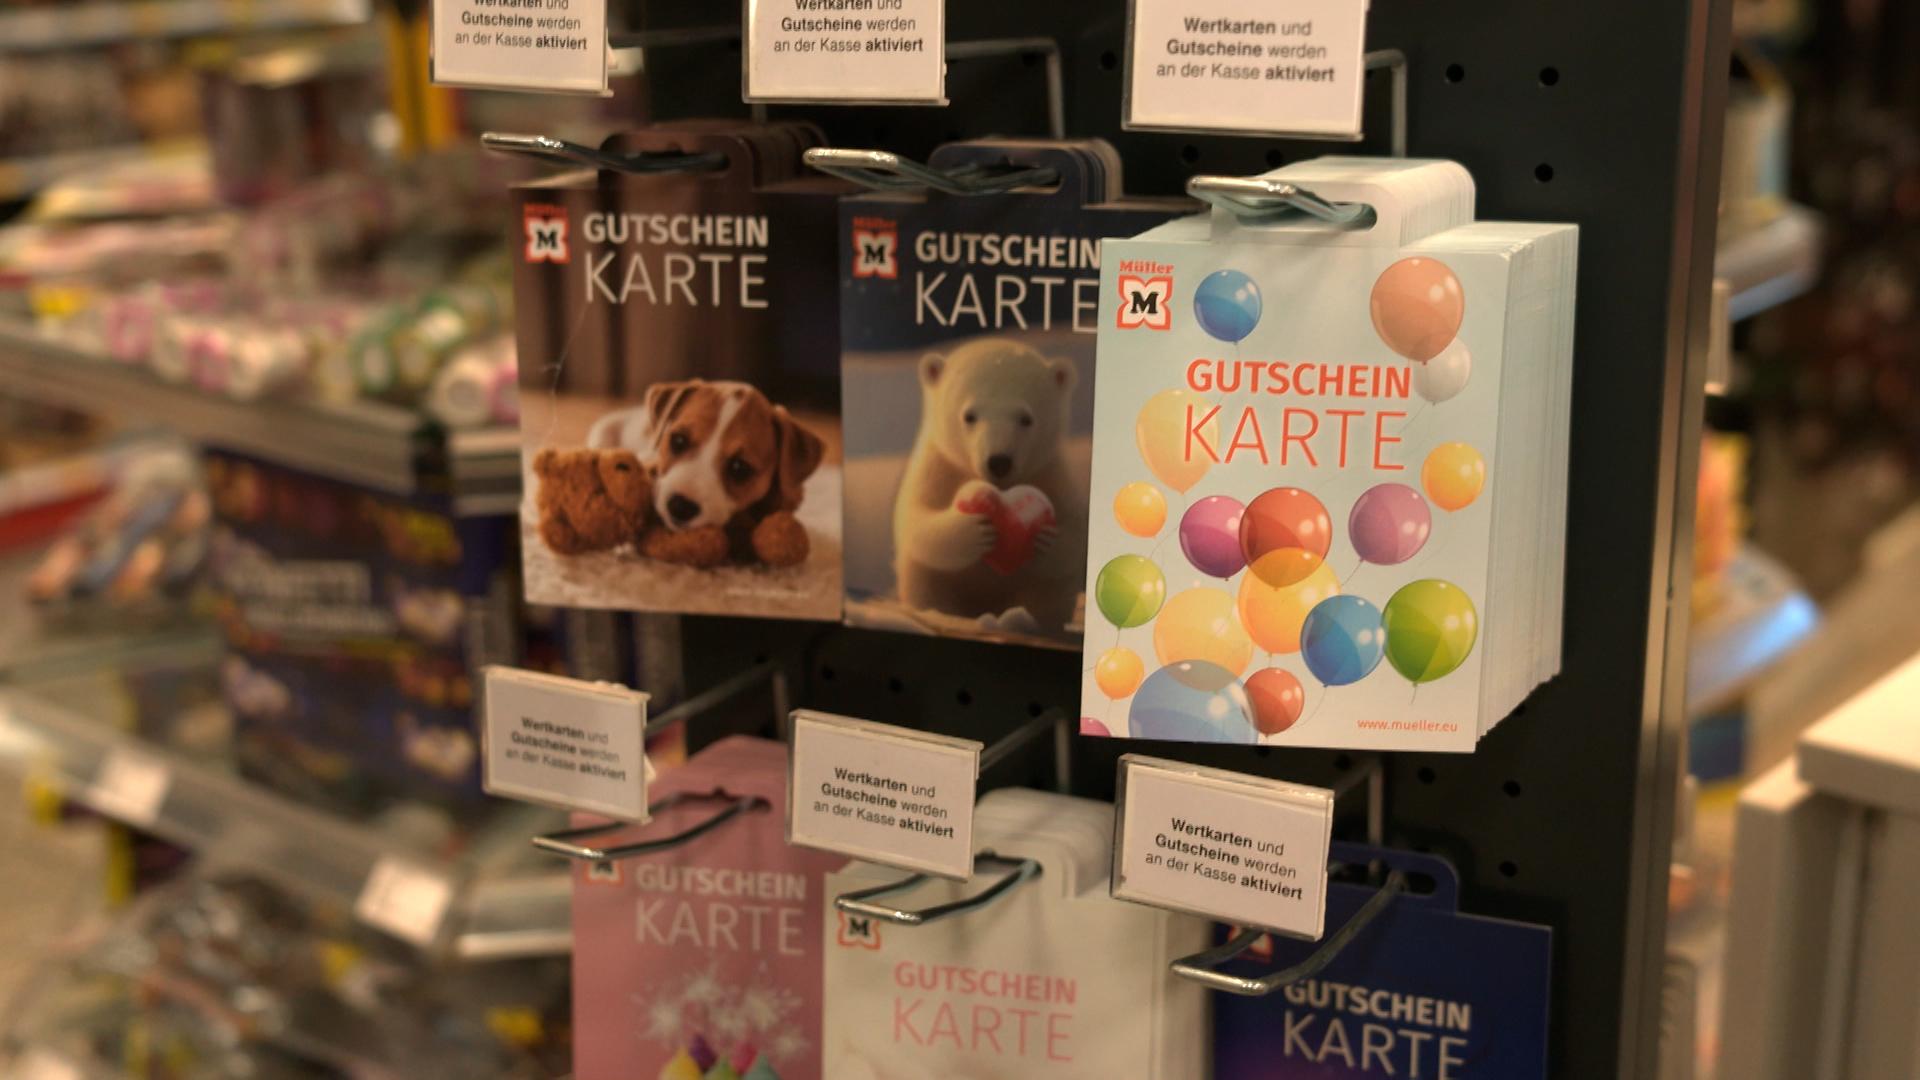 Wertkarten und
Gutscheine werden
an der Kasse aktiviert
Wertkarten und
Gutscheine werden
an der Kasse aktiviert
Wertkarten und
Gutscheine werden
an der Kasse aktiviert
Müller
M
GUTSCHEIN
KARTE
Müller
M
GUTSCHEIN
KARTE
Müller
M
GUTSCHEIN
KARTE
www.mueller.eu
Wertkarten und
Gutscheine werden
an der Kasse aktiviert
Wertkarten und
Gutscheine werden
an der Kasse aktiviert
Wertkarten und
Gutscheine werden
an der Kasse aktiviert
GUTSCHEIN
KARTE
M
GUTSCHEIN
KARTE
GUTSCHEIN
KARTE